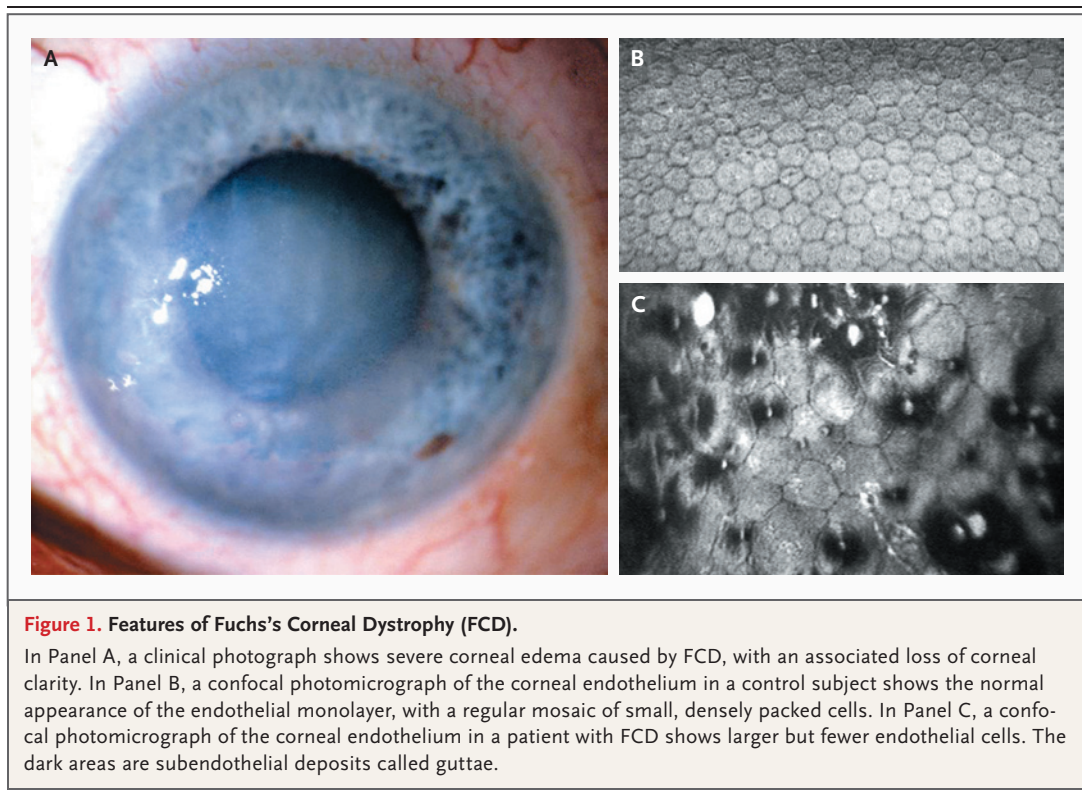 A
B
C
Figure 1. Features of Fuchs's Corneal Dystrophy (FCD).
In Panel A, a clinical photograph shows severe corneal edema caused by FCD, with an associated loss of corneal
clarity. In Panel B, a confocal photomicrograph of the corneal endothelium in a control subject shows the normal
appearance of the endothelial monolayer, with a regular mosaic of small, densely packed cells. In Panel C, a confo-
cal photomicrograph of the corneal endothelium in a patient with FCD shows larger but fewer endothelial cells. The
dark areas are subendothelial deposits called guttae.